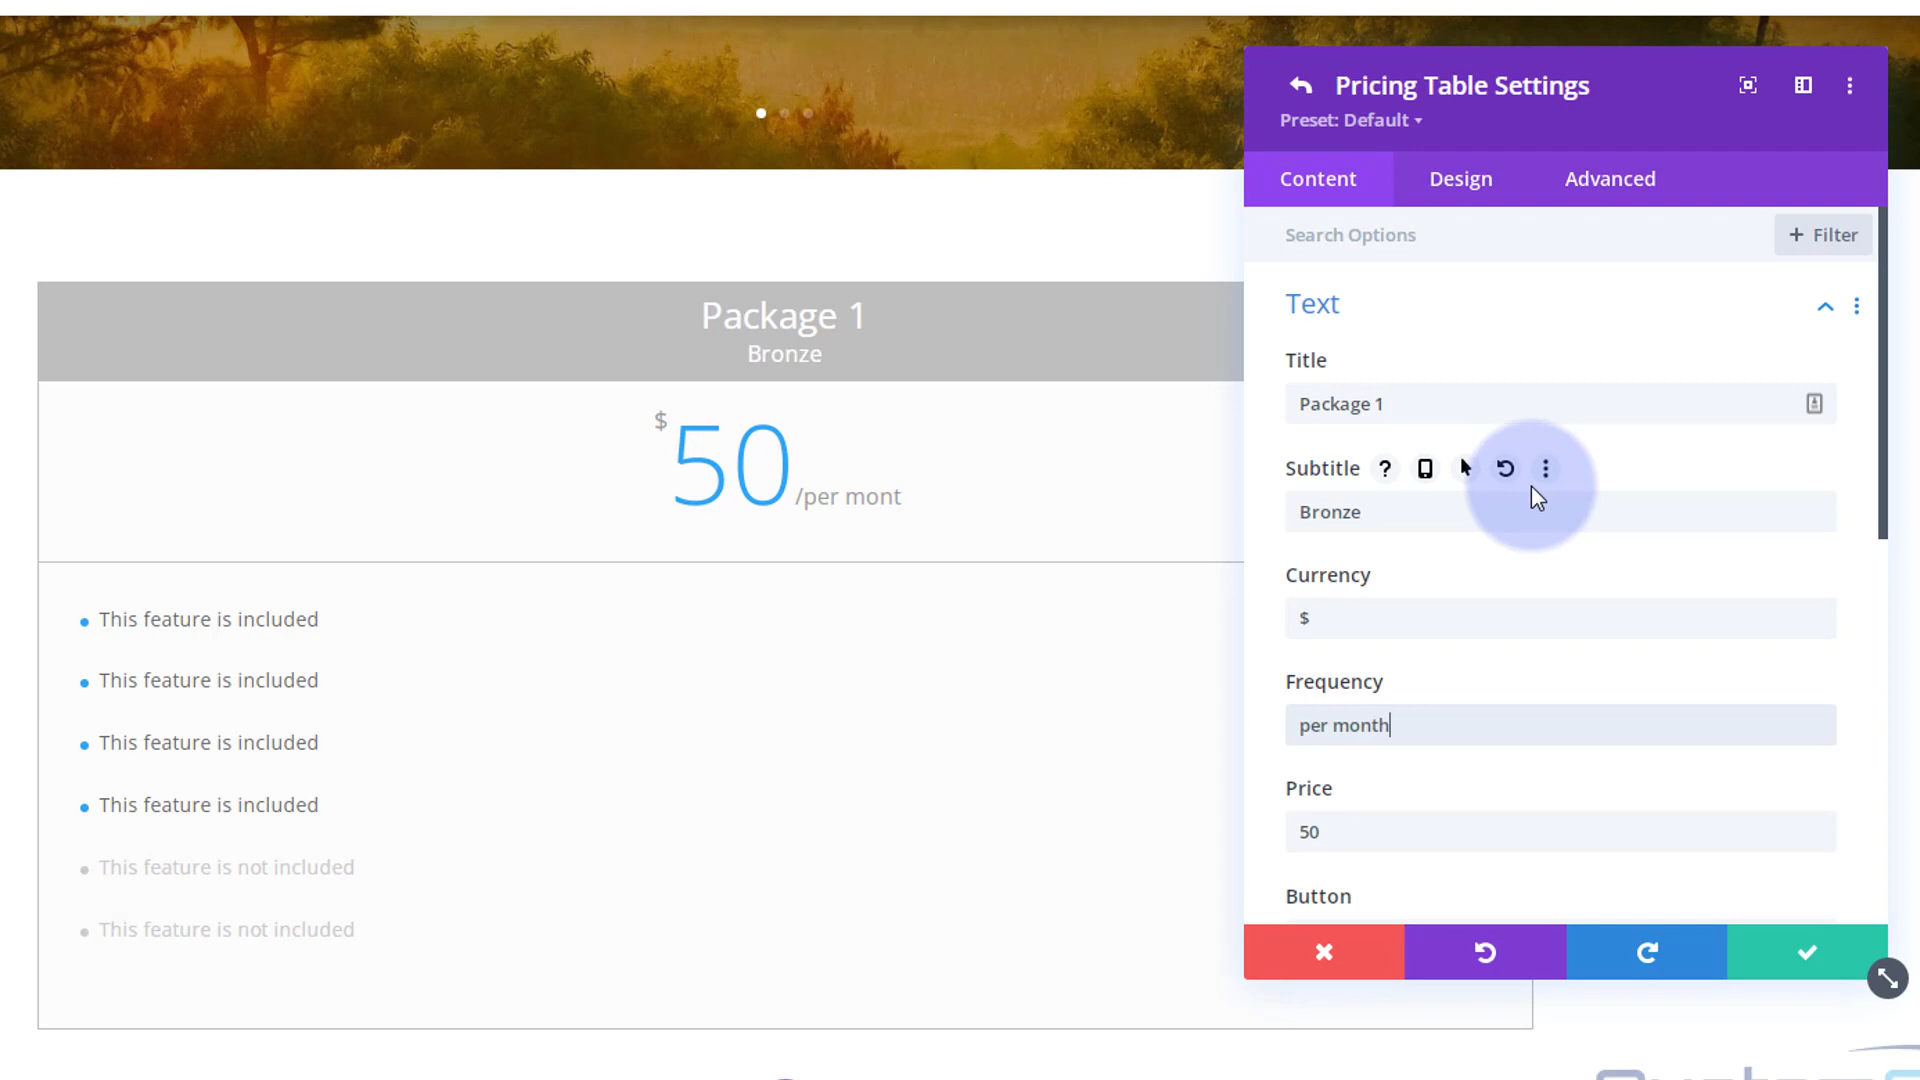 Pricing Table Settings
Preset: Default
Content
Design
Advanced
Search Options
+ Filter
Text
Title
Package 1
Subtitle ?
Bronze
Currency
$
Frequency
per month
Price
50
Button
Package 1
Bronze
$
50
/per mont
This feature is included
This feature is included
This feature is included
This feature is included
This feature is not included
This feature is not included